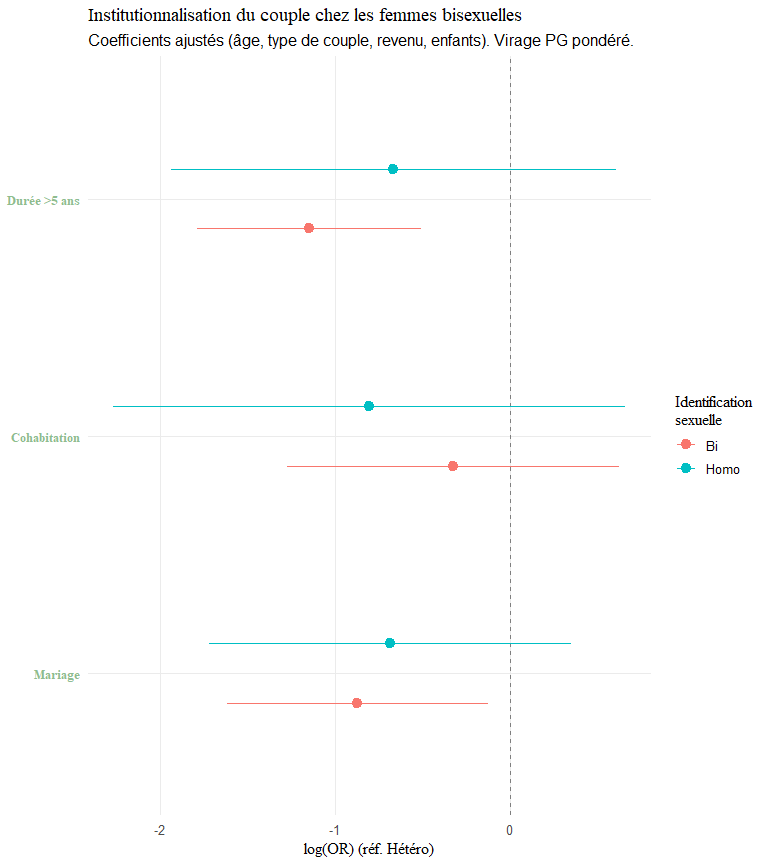 Institutionnalisation du couple chez les femmes bisexuelles
Coefficients ajustés (âge, type de couple, revenu, enfants). Virage PG pondéré.
Durée >5 ans
Cohabitation
Mariage
-2
-1
0
log(OR) (réf. Hétéro)
Identification
sexuelle
Bi
Homo